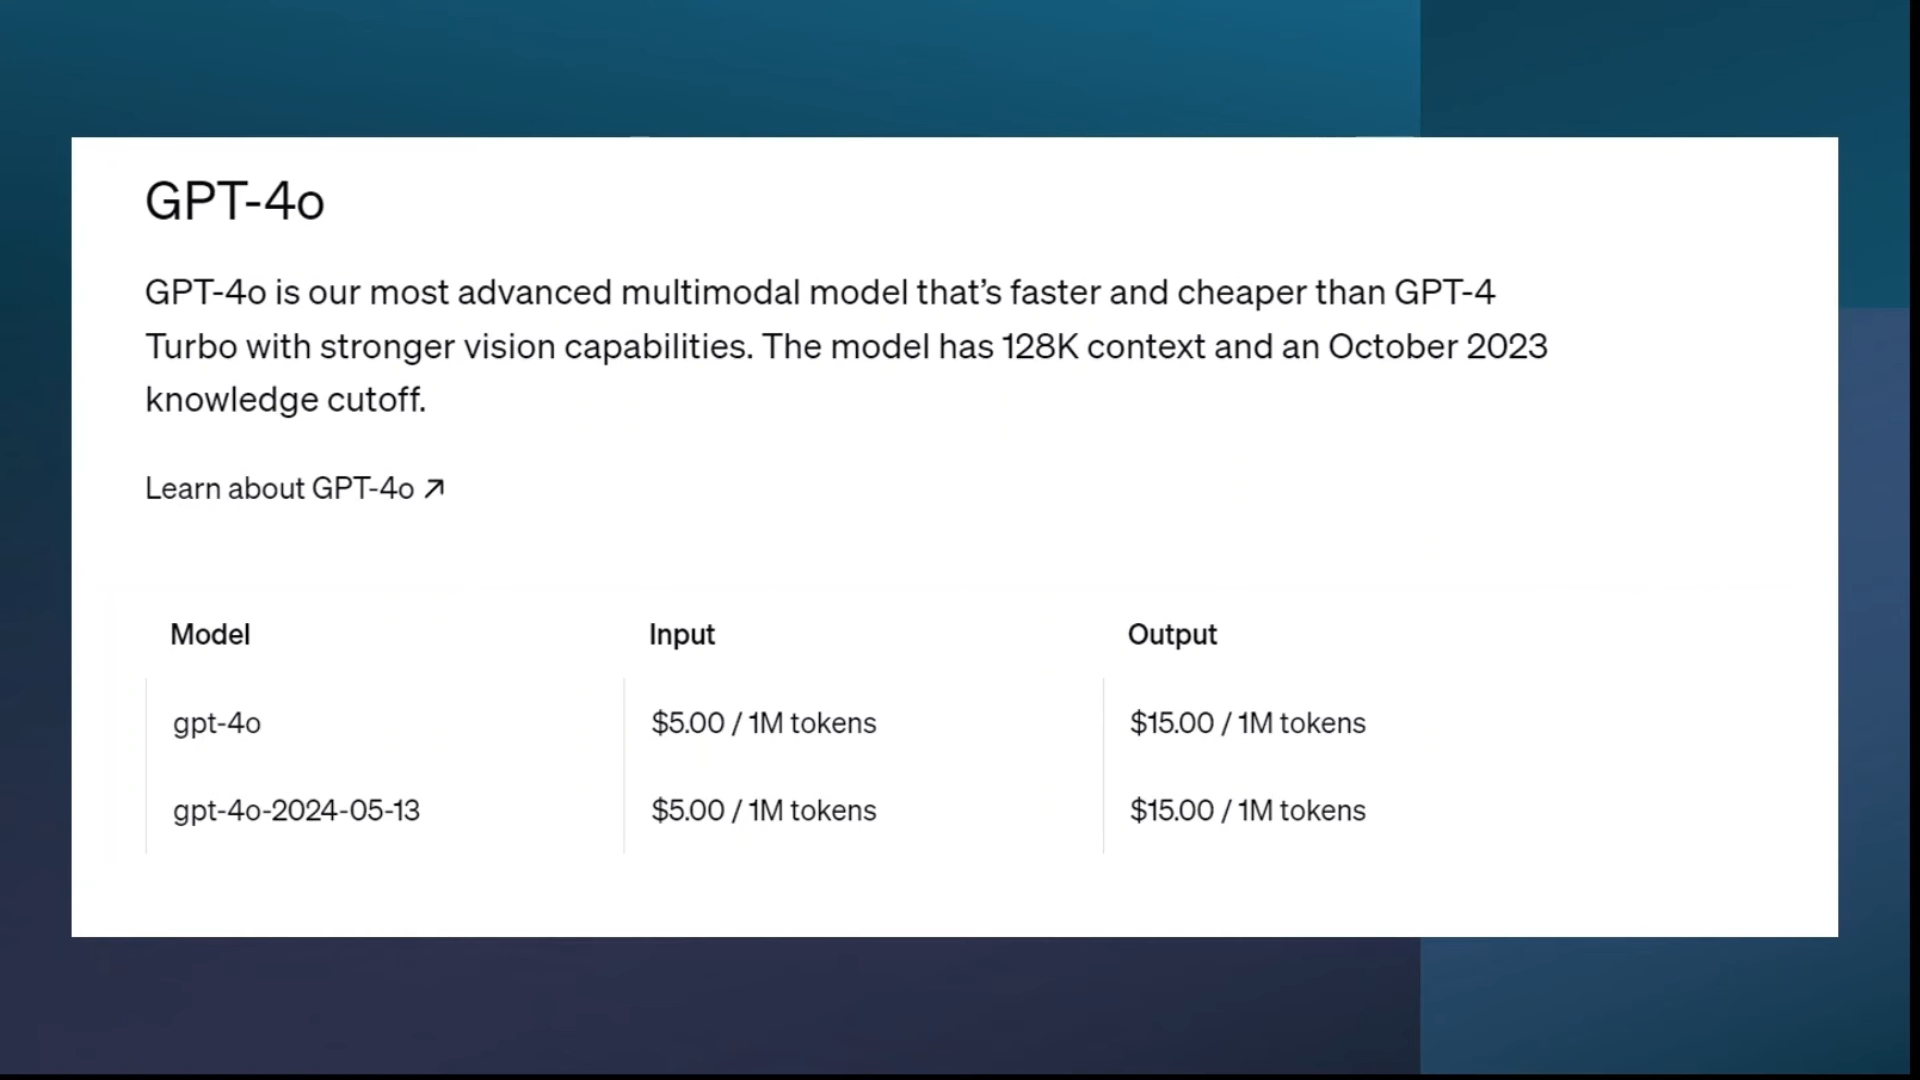 GPT-4o
GPT-4o is our most advanced multimodal model that’s faster and cheaper than GPT-4
Turbo with stronger vision capabilities. The model has 128K context and an October 2023
knowledge cutoff.
Learn about GPT-4o ↗
Model Input Output
gpt-4o $5.00 / 1M tokens $15.00 / 1M tokens
gpt-4o-2024-05-13 $5.00 / 1M tokens $15.00 / 1M tokens